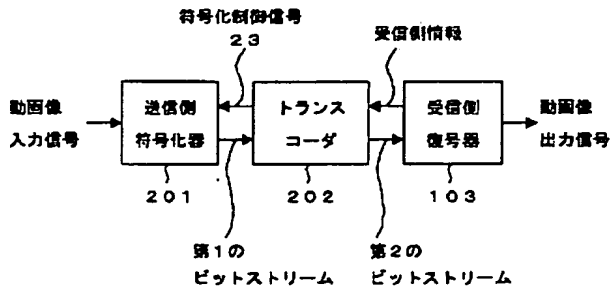 符号化制御信号
23
受信側情報
動画像
入力信号
送信側
符号化器
トランス
コーダ
受信側
復号器
動画像
出力信号
201
202
103
第1の
ビットストリーム
第2の
ビットストリーム